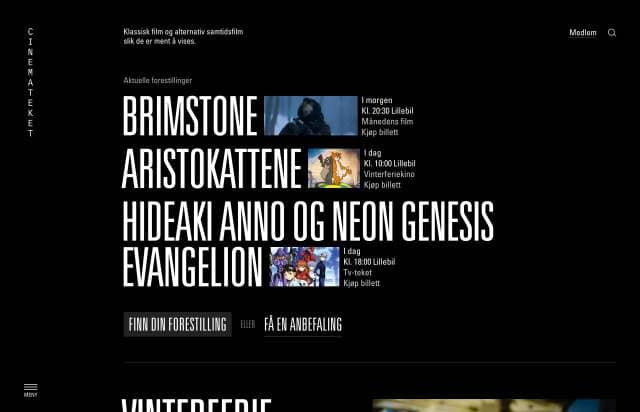 CINEMATEKET
Klassisk film og alternativ samtidsfilm
slik de er ment å vises.
Medlem
Aktuelle forestillinger
BRIMSTONE
I morgen
Kl. 20:30 Lillebil
Månedens film
Kjøp billett
ARISTOKATTENE
I dag
Kl. 10:00 Lillebil
Vinterferiekino
Kjøp billett
HIDEAKI ANNO OG NEON GENESIS
EVANGELION
I dag
Kl. 18:00 Lillebil
Tv-teket
Kjøp billett
FINN DIN FORESTILLING ELLER FÅ EN ANBEFALING
MENY
VINTERFERIE